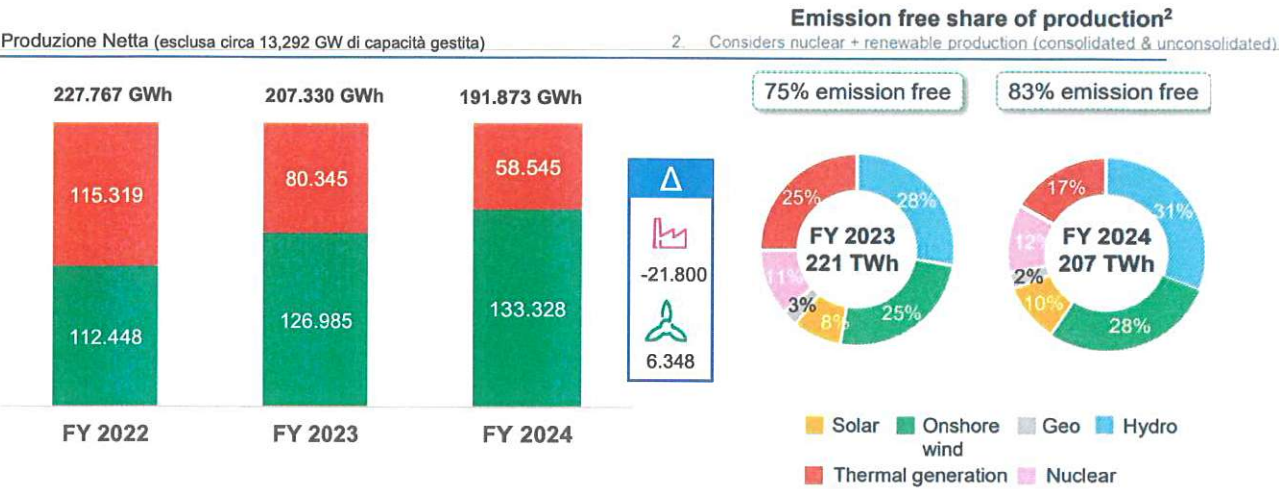 Emission free share of production²
Produzione Netta (esclusa circa 13,292 GW di capacità gestita)
2. Considers nuclear + renewable production (consolidated & unconsolidated)
227.767 GWh
207.330 GWh
191.873 GWh
115.319
80.345
58.545
112.448
126.985
133.328
FY 2022
FY 2023
FY 2024
Δ
-21.800
6.348
75% emission free
83% emission free
25%
28%
FY 2023
221 TWh
11%
3%
8%
25%
17%
31%
FY 2024
207 TWh
12%
2%
10%
28%
Solar
Onshore
wind
Geo
Hydro
Thermal generation
Nuclear